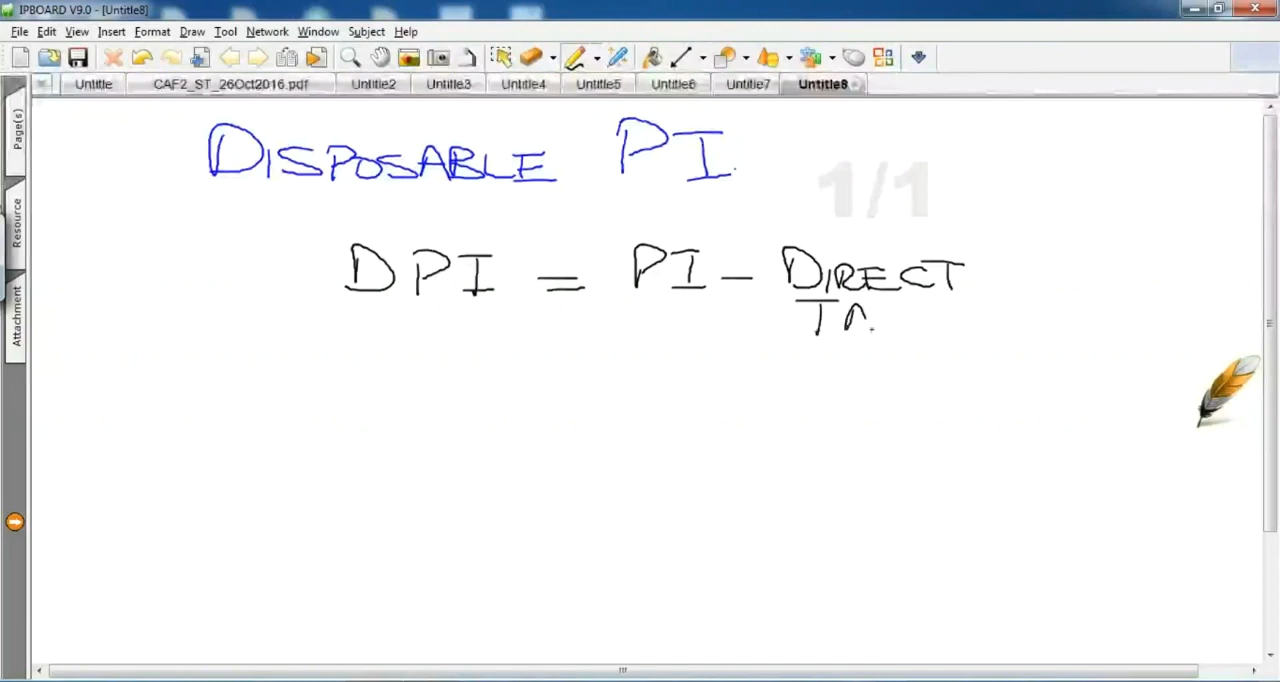 IPBOARD V9.0 - [Untitle8]
File Edit View Insert Format Draw Tool Network Window Subject Help
Untitle CAF2_ST_26Oct2016.pdf Untitle2 Untitle3 Untitle4 Untitle5 Untitle6 Untitle7 Untitle8
Page(s)
Resource
Attachment
DISPOSABLE PI
1/1
DPI = PI - DIRECT